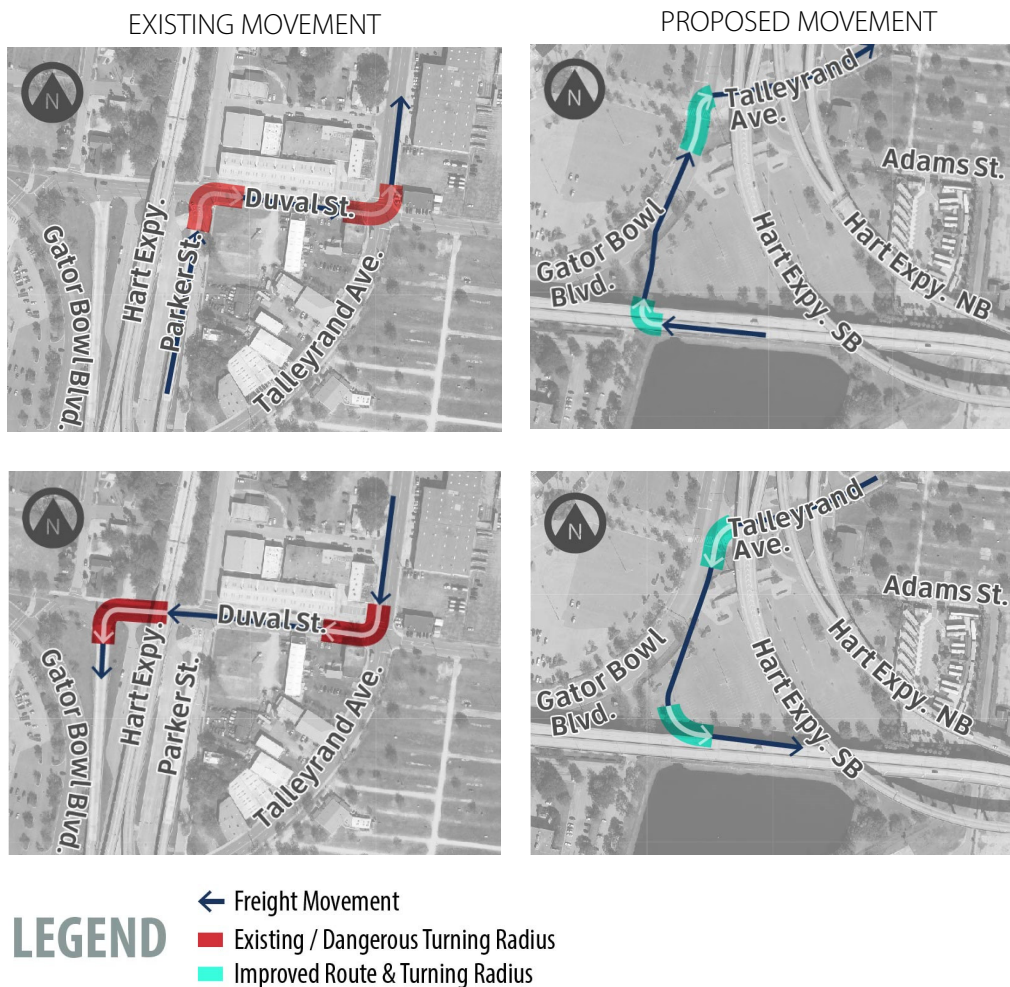 EXISTING MOVEMENT
PROPOSED MOVEMENT
N
Duval St.
Gator Bowl Blvd.
Hart Expy.
Parker St.
Talleyrand Ave.
N
Talleyrand
Ave.
Adams St.
Gator Bowl
Blvd.
Hart Expy. SB
Hart Expy. NB
N
Duval St.
Gator Bowl Blvd.
Hart Expy.
Parker St.
Talleyrand Ave.
N
Talleyrand
Ave.
Adams St.
Gator Bowl
Blvd.
Hart Expy. SB
Hart Expy. NB
LEGEND
Freight Movement
Existing / Dangerous Turning Radius
Improved Route & Turning Radius